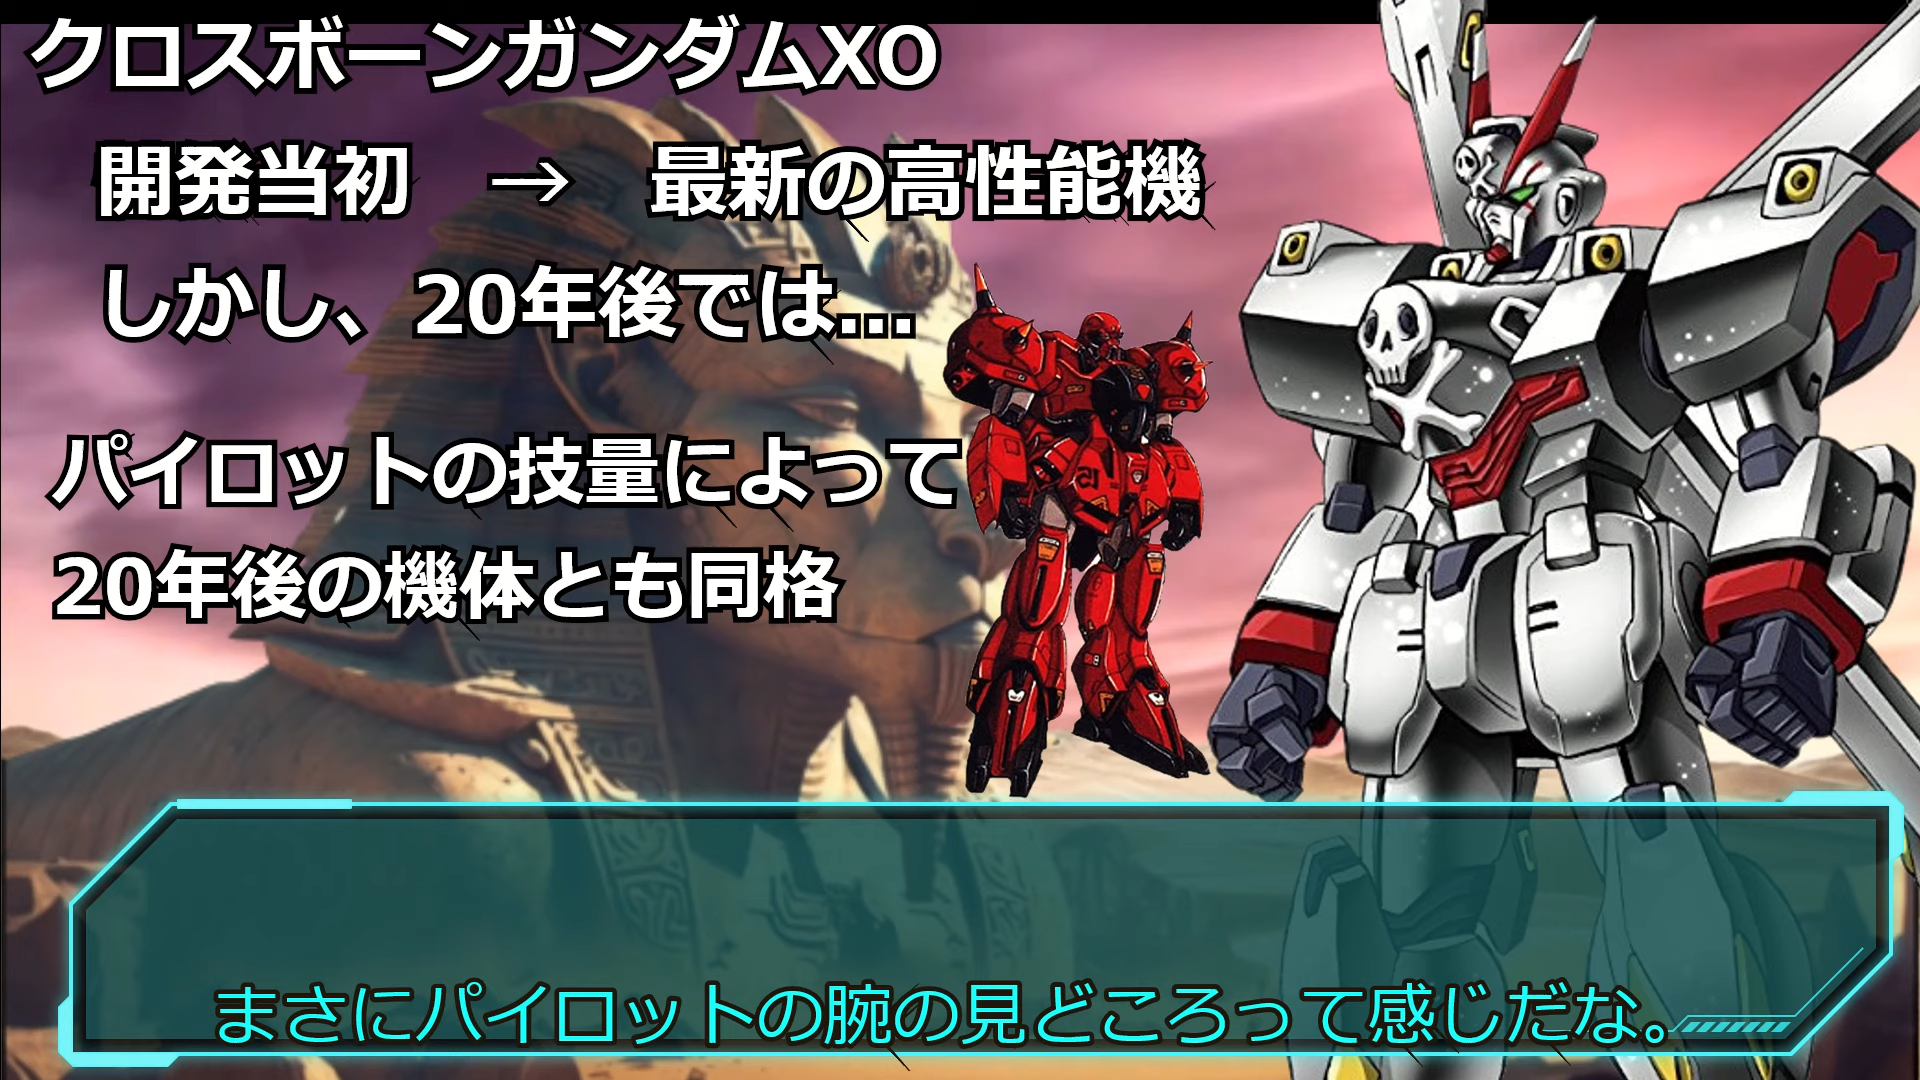 クロスボーンガンダムXO
開発当初　→　最新の高性能機
しかし、20年後では…
パイロットの技量によって
20年後の機体とも同格
まさにパイロットの腕の見どころって感じだな。